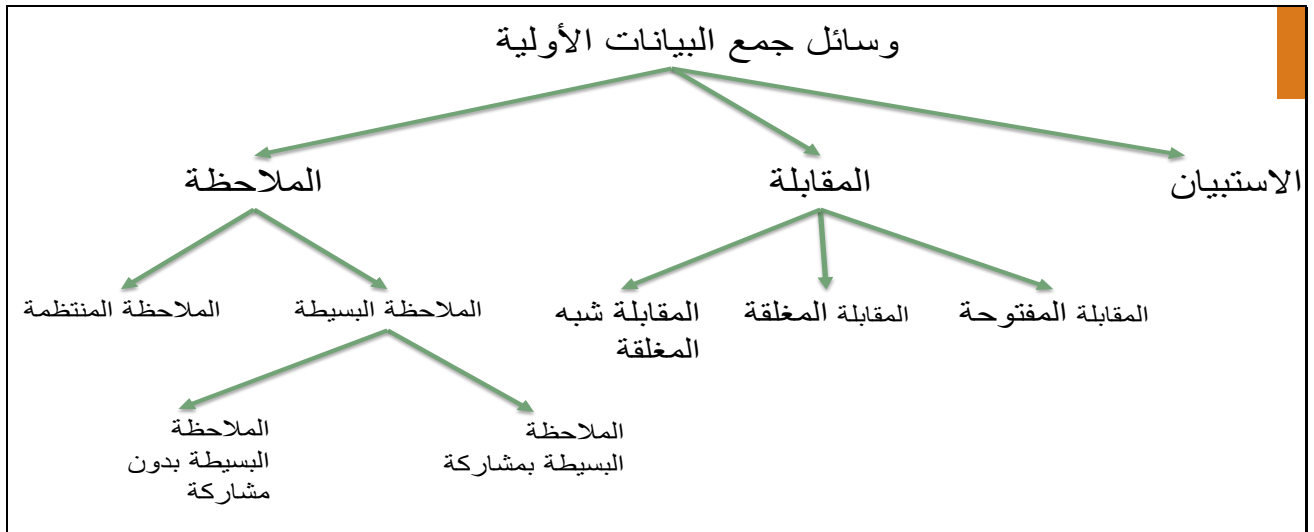 وسائل جمع البيانات الأولية
الاستبيان
المقابلة
الملاحظة
المقابلة المفتوحة
المقابلة المغلقة
المقابلة شبه
المغلقة
الملاحظة البسيطة
الملاحظة المنتظمة
الملاحظة
البسيطة بمشاركة
الملاحظة
البسيطة بدون
مشاركة